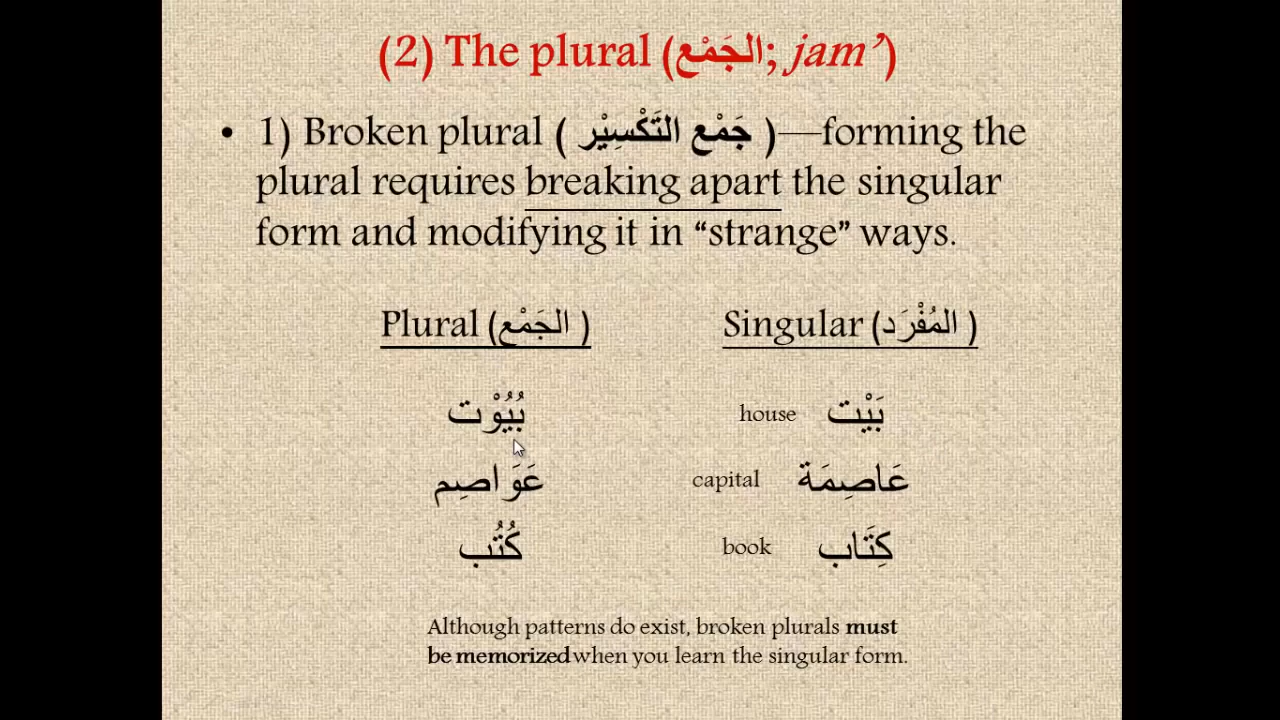 (2) The plural (الجَمْع; jam’)
• 1) Broken plural ( جَمْع التَكْسِيْر )—forming the
plural requires breaking apart the singular
form and modifying it in “strange” ways.
Plural (الجَمْع ) Singular (المُفْرَد )
بُيُوْت house بَيْت
عَوَاصِم capital عَاصِمَة
كُتُب book كِتَاب
Although patterns do exist, broken plurals must
be memorized when you learn the singular form.